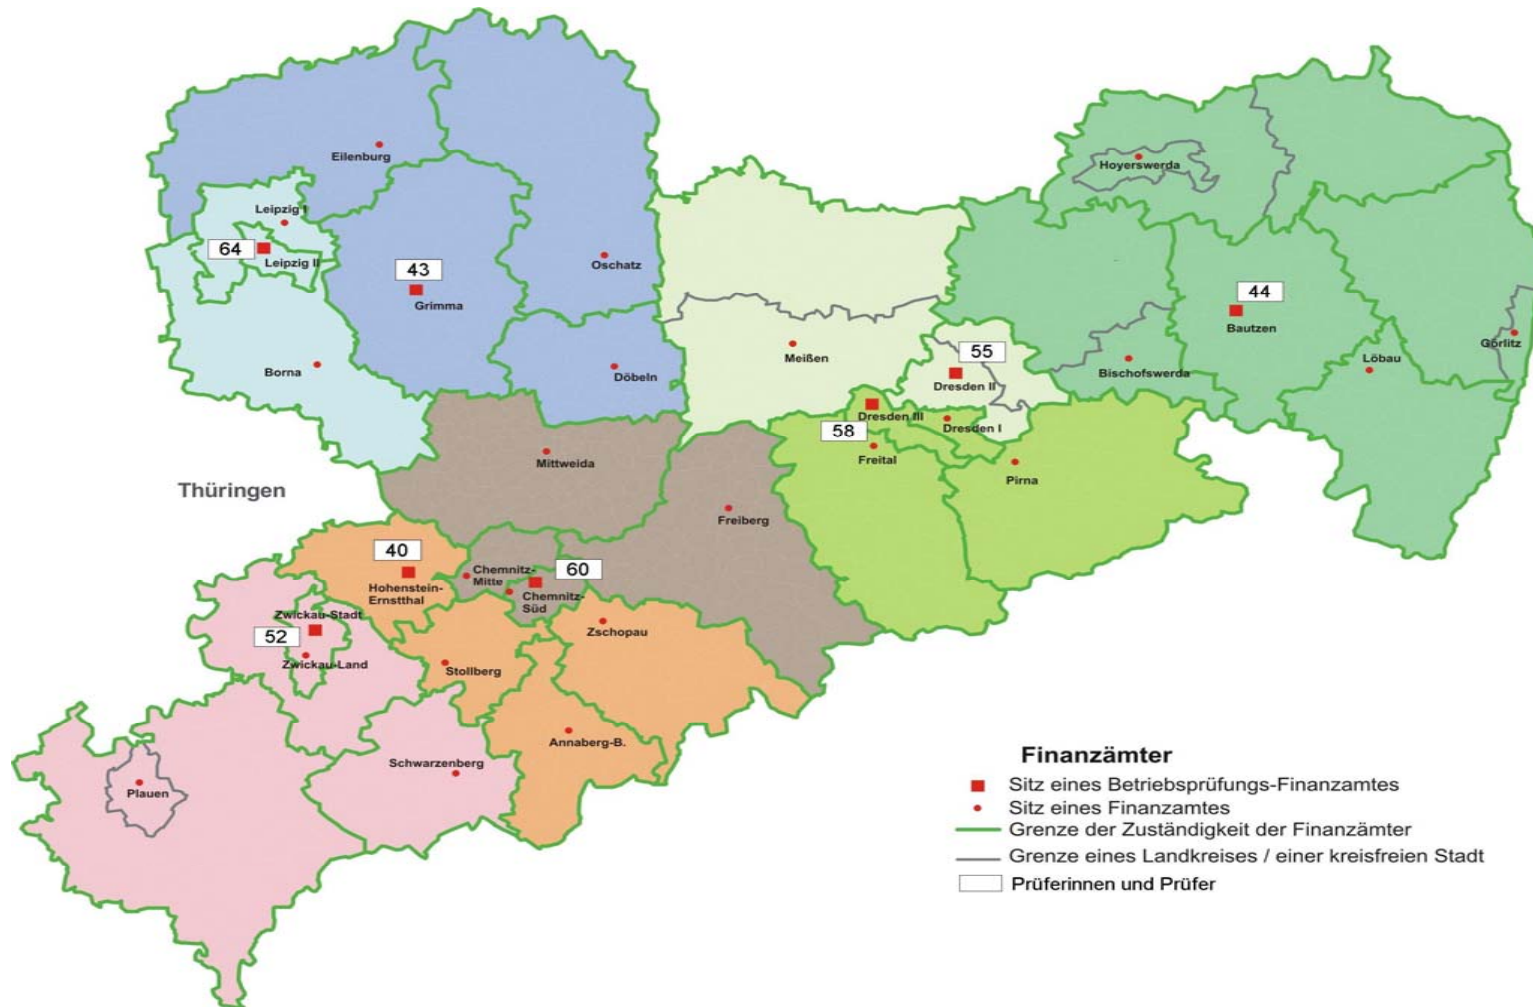 Eilenburg
Hoyerswerda
Leipzig I
64
Leipzig II
43
Grimma
Oschatz
44
Bautzen
Görlitz
Löbau
Meißen
55
Dresden II
Bischofswerda
Borna
Döbeln
Dresden III
58
Dresden I
Freital
Pirna
Mittweida
Thüringen
Freiberg
40
Hohenstein-
Ernstthal
Chemnitz-
Mitte
60
Chemnitz-
Süd
Zwickau-Stadt
52
Zwickau-Land
Zschopau
Stollberg
Annaberg-B.
Schwarzenberg
Plauen
Finanzämter
Sitz eines Betriebsprüfungs-Finanzamtes
Sitz eines Finanzamtes
Grenze der Zuständigkeit der Finanzämter
Grenze eines Landkreises / einer kreisfreien Stadt
Prüferinnen und Prüfer